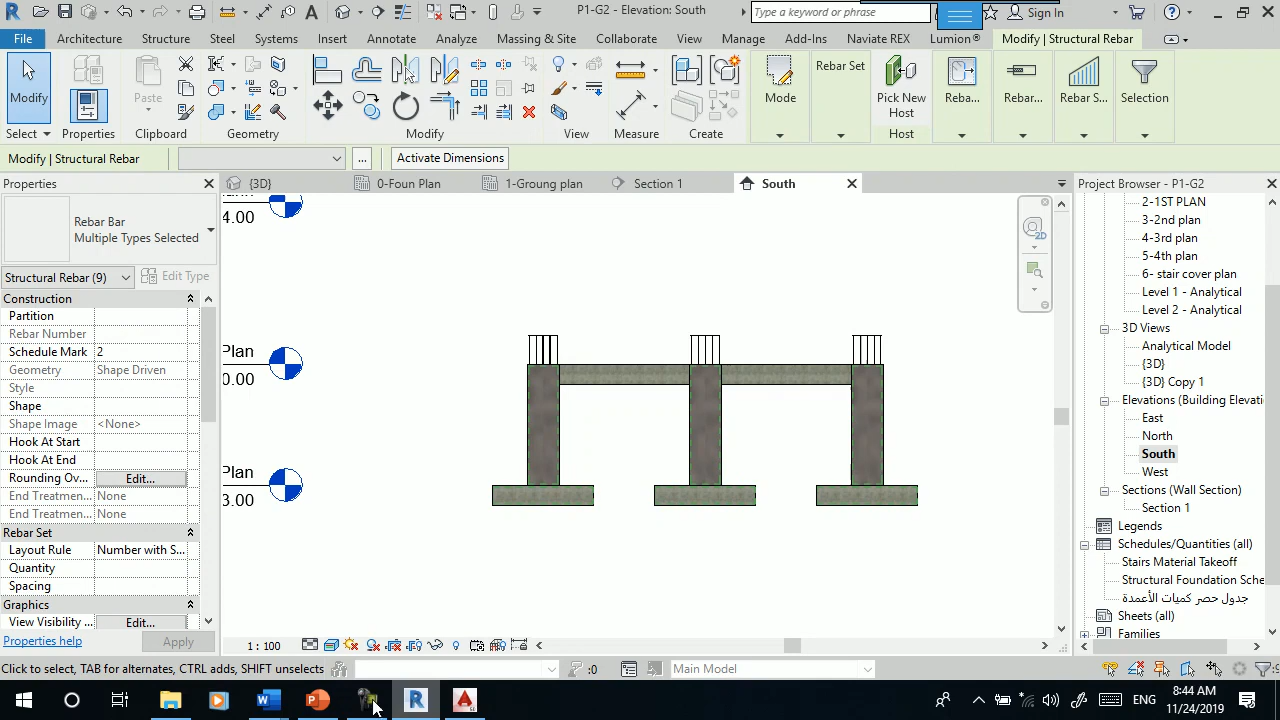 P1-G2 - Elevation: South
Type a keyword or phrase
Sign In
File
Architecture
Structure
Steel
Systems
Insert
Annotate
Analyze
Massing & Site
Collaborate
View
Manage
Add-Ins
Naviate REX
Lumion®
Modify | Structural Rebar
Modify
Paste
Mode
Rebar Set
Pick New
Host
Reba...
Rebar...
Rebar S...
Selection
Select
Properties
Clipboard
Geometry
Modify
View
Measure
Create
Host
Modify | Structural Rebar
...
Activate Dimensions
Properties
{3D}
0-Foun Plan
1-Groung plan
Section 1
South
Project Browser - P1-G2
Rebar Bar
Multiple Types Selected
Structural Rebar (9)
Edit Type
Construction
Partition
Rebar Number
Schedule Mark 2
Geometry Shape Driven
Style
Shape
Shape Image <None>
Hook At Start
Hook At End
Rounding Ov... Edit...
End Treatmen... None
End Treatmen... None
Rebar Set
Layout Rule Number with S...
Quantity
Spacing
Graphics
View Visibility ... Edit...
Properties help
Apply
4.00
Plan
0.00
Plan
3.00
2D
2-1ST PLAN
3-2nd plan
4-3rd plan
5-4th plan
6- stair cover plan
Level 1 - Analytical
Level 2 - Analytical
3D Views
Analytical Model
{3D}
{3D} Copy 1
Elevations (Building Elevati
East
North
South
West
Sections (Wall Section)
Section 1
Legends
Schedules/Quantities (all)
Stairs Material Takeoff
Structural Foundation Sche
جدول حصر كميات الأعمدة
Sheets (all)
Families
1 : 100
Click to select, TAB for alternates, CTRL adds, SHIFT unselects
:0
Main Model
:0
ENG
8:44 AM
11/24/2019